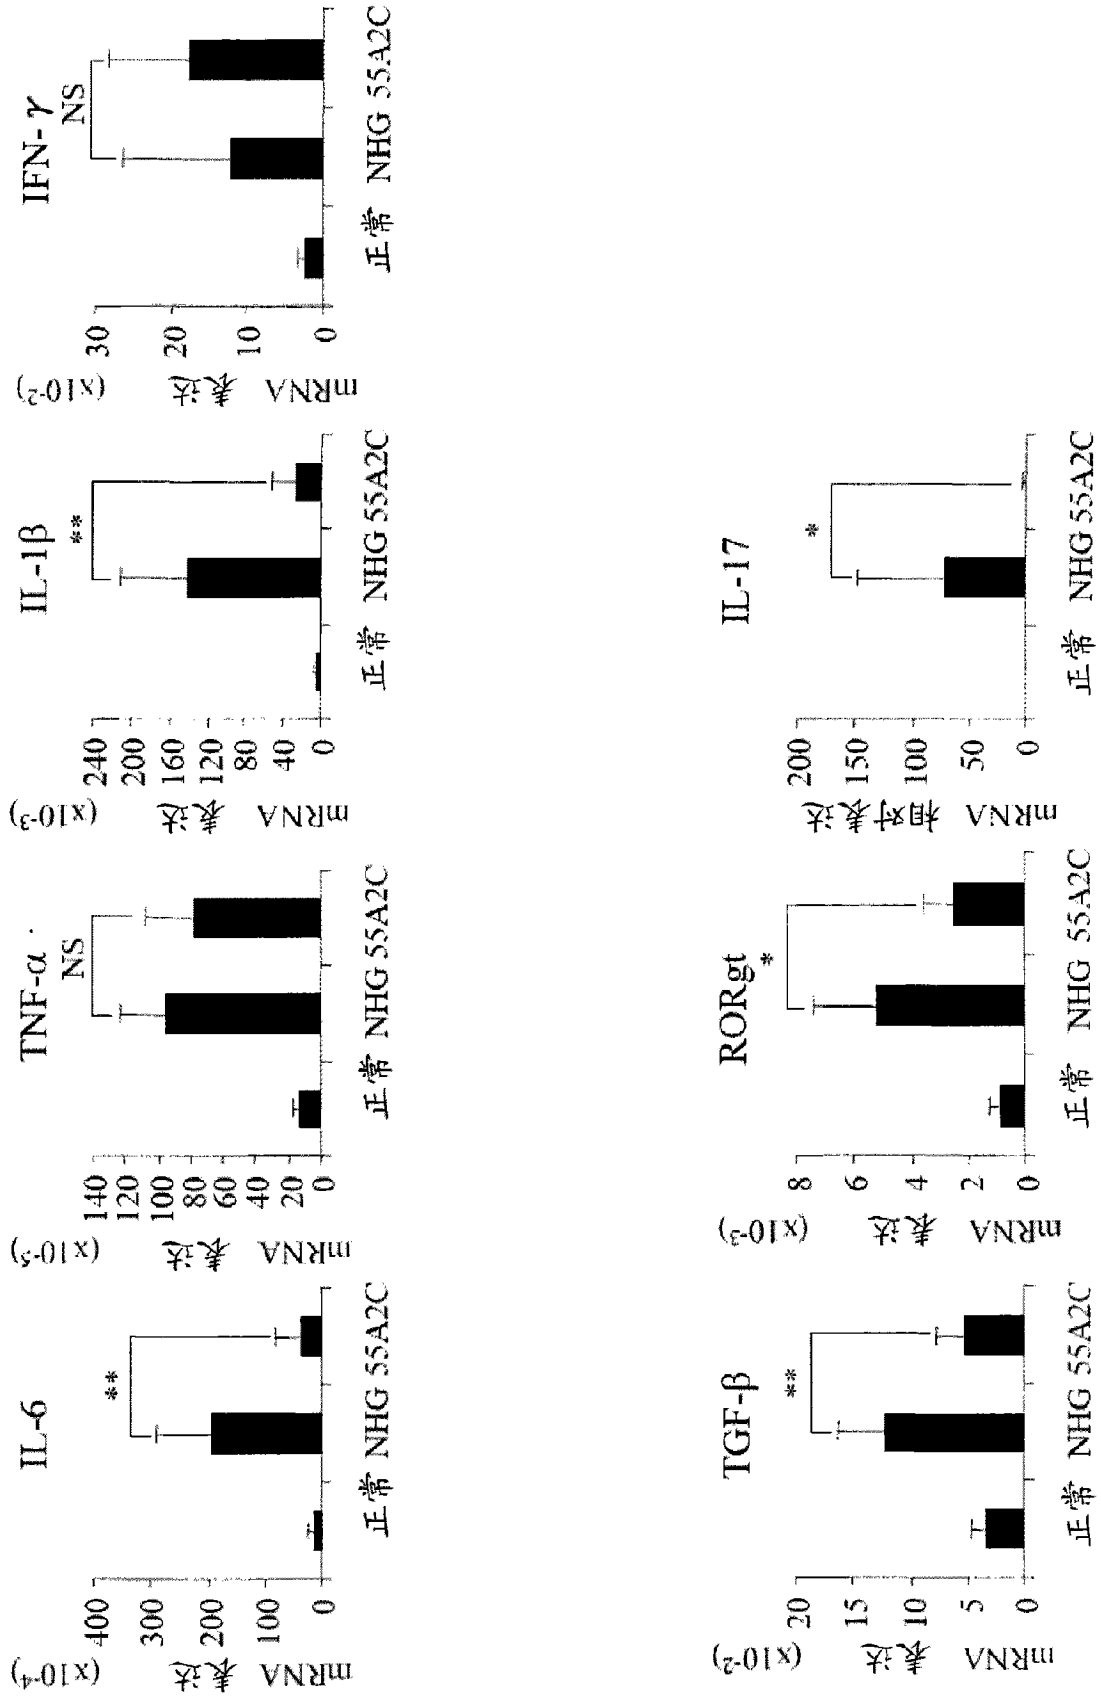 IL-6
**
mRNA 表达
(x10-4)
400
300
200
100
0
正常 NHG 55A2C
TNF-α
NS
mRNA 表达
(x10-5)
140
120
100
80
60
40
20
0
正常 NHG 55A2C
IL-1β
**
mRNA 表达
(x10-3)
240
200
160
120
80
40
0
正常 NHG 55A2C
IFN-γ
NS
mRNA 表达
(x10-2)
30
20
10
0
正常 NHG 55A2C
TGF-β
**
mRNA 表达
(x10-2)
20
15
10
5
0
正常 NHG 55A2C
RORgt
*
mRNA 表达
(x10-3)
8
6
4
2
0
正常 NHG 55A2C
IL-17
*
mRNA 相对表达
200
150
100
50
0
正常 NHG 55A2C